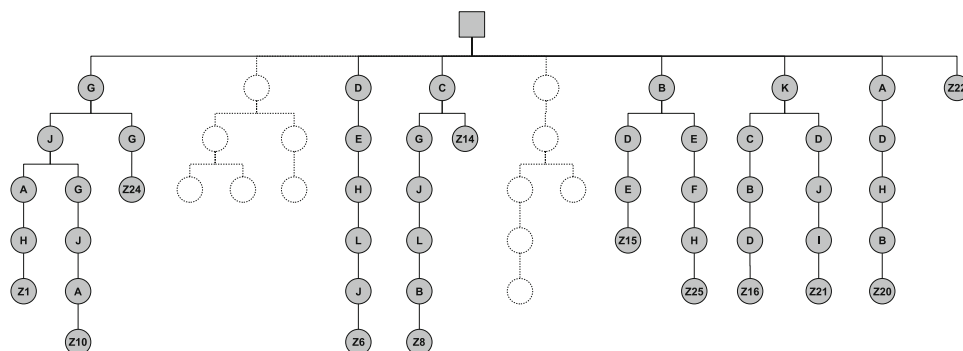 G D C B K A Z22
J G E G Z14 D E C D D
A G Z24 H J E F B J H
H J L L Z15 H D I B
Z1 A J B Z25 Z16 Z21 Z20
Z10 Z6 Z8